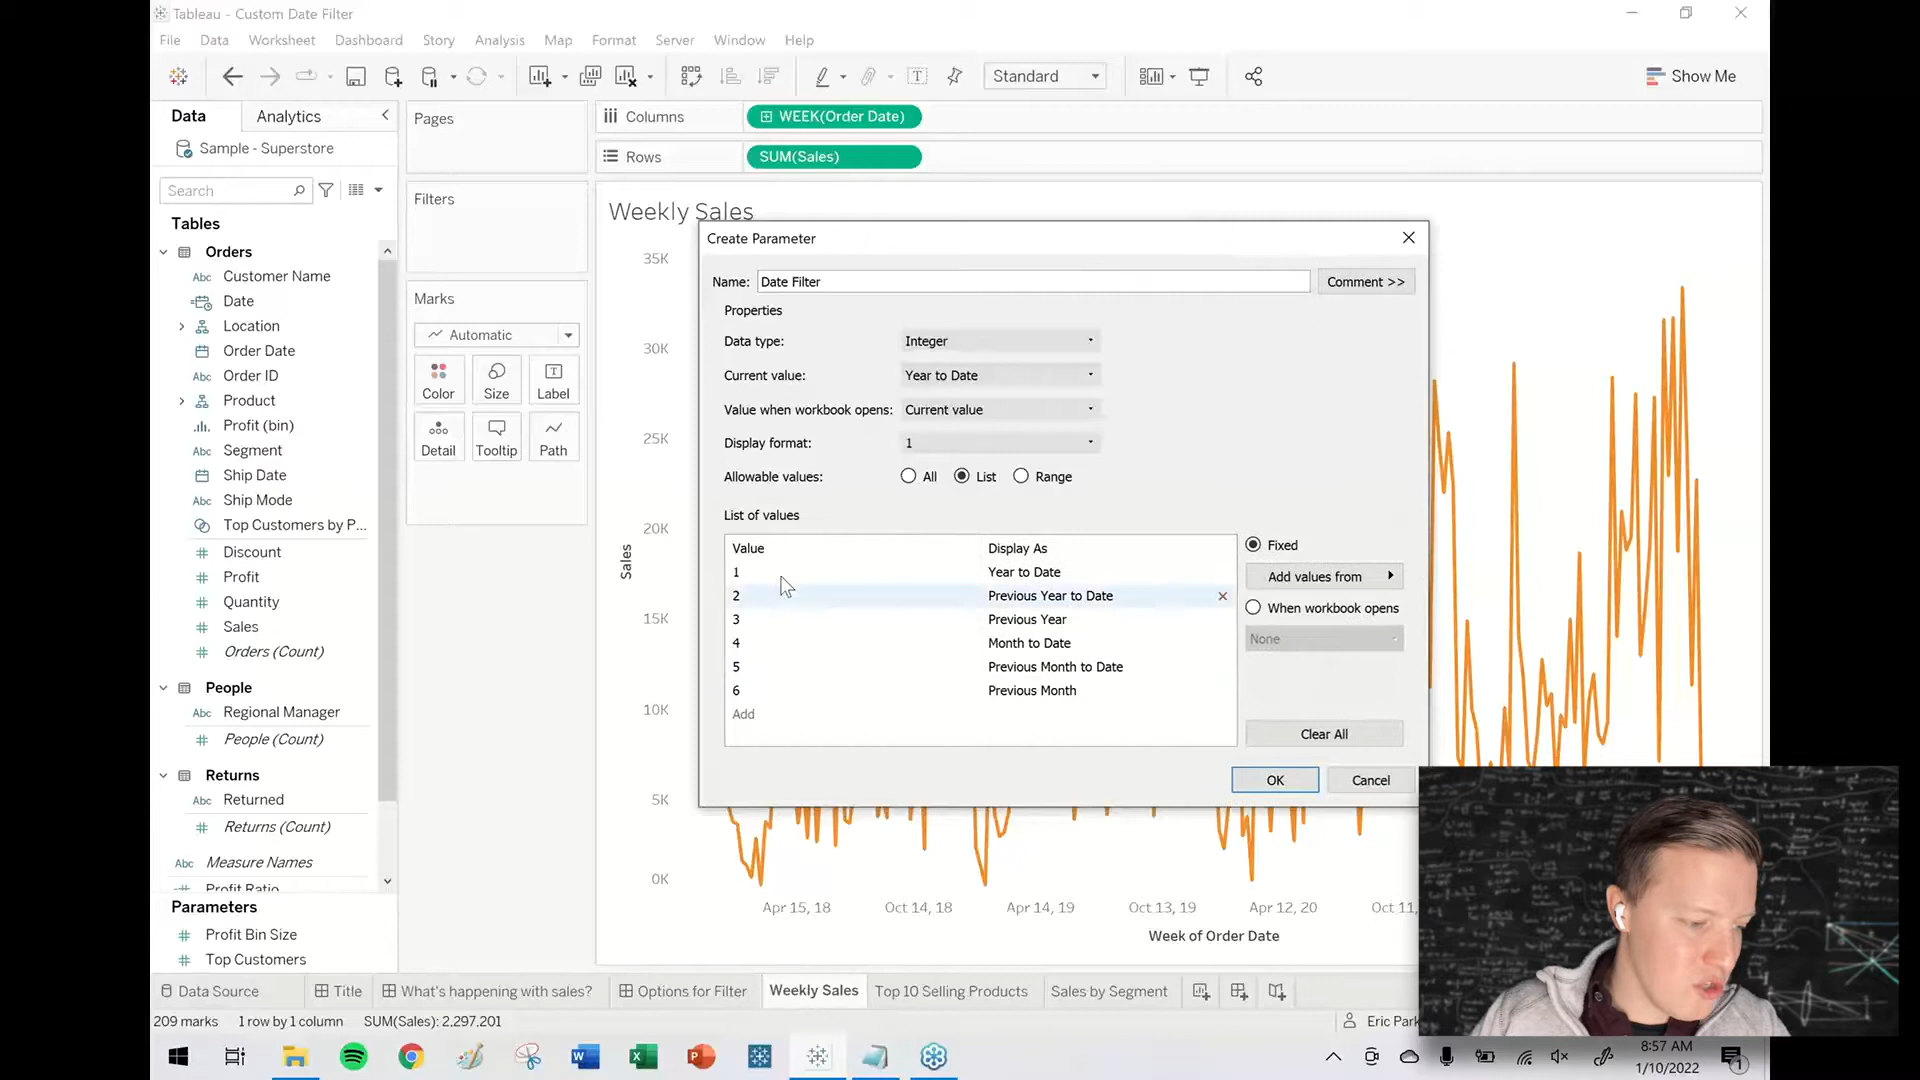 Tableau - Custom Date Filter
File Data Worksheet Dashboard Story Analysis Map Format Server Window Help
Standard
Show Me
Data Analytics
Sample - Superstore
Search
Tables
Orders
Abc Customer Name
Date
Location
Order Date
Abc Order ID
Product
Profit (bin)
Abc Segment
Ship Date
Abc Ship Mode
Top Customers by P...
# Discount
# Profit
# Quantity
# Sales
# Orders (Count)
People
Abc Regional Manager
# People (Count)
Returns
Abc Returned
# Returns (Count)
Abc Measure Names
=# Profit Ratio
Parameters
# Profit Bin Size
# Top Customers
Pages
Filters
Marks
Automatic
Color Size Label
Detail Tooltip Path
Columns WEEK(Order Date)
Rows SUM(Sales)
Weekly Sales
35K
30K
25K
20K
15K
10K
5K
0K
Sales
Apr 15, 18 Oct 14, 18 Apr 14, 19 Oct 13, 19 Apr 12, 20 Oct 11,
Week of Order Date
Create Parameter
Name: Date Filter Comment >>
Properties
Data type: Integer
Current value: Year to Date
Value when workbook opens: Current value
Display format: 1
Allowable values: All List Range
List of values
Value Display As
1 Year to Date
2 Previous Year to Date
3 Previous Year
4 Month to Date
5 Previous Month to Date
6 Previous Month
Add
Fixed
Add values from
When workbook opens
None
Clear All
OK Cancel
Data Source Title What's happening with sales? Options for Filter Weekly Sales Top 10 Selling Products Sales by Segment
209 marks 1 row by 1 column SUM(Sales): 2,297,201
Eric Park
8:57 AM
1/10/2022
1